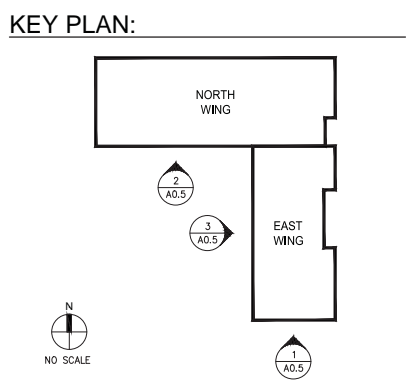 KEY PLAN:
NORTH
WING
2
A0.5
3
A0.5
EAST
WING
N
NO SCALE
1
A0.5